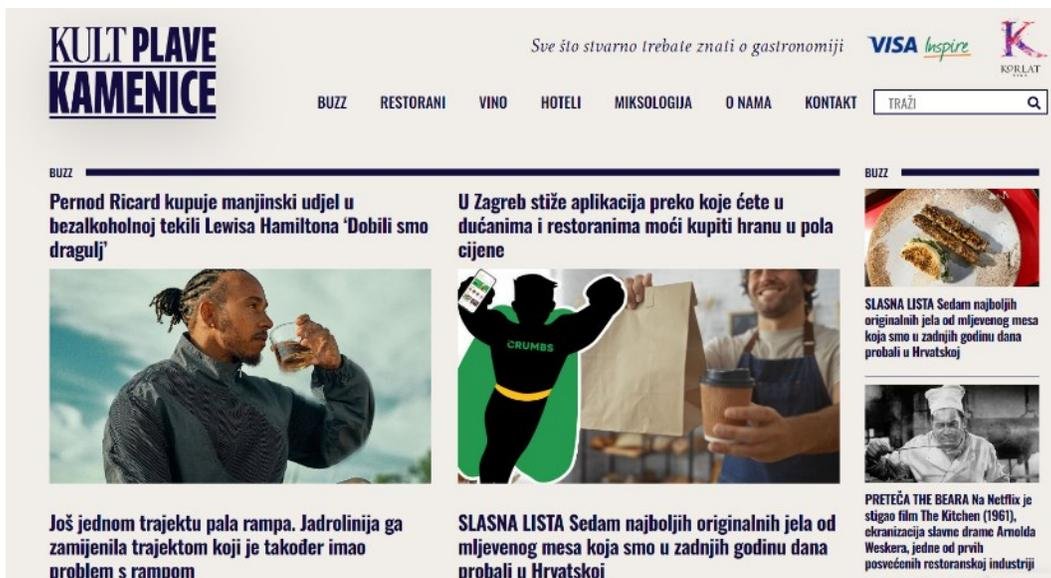 KULT PLAVE
KAMENICE
Sve što stvarno trebate znati o gastronomiji
VISA Inspire
K
KORLAT
BUZZ RESTORANI VINO HOTELI MIKSOLOGIJA O NAMA KONTAKT
TRAŽI
BUZZ
Pernod Ricard kupuje manjinski udjel u
bezalkoholnoj tekili Lewisa Hamiltona ‘Dobili smo
dragulj’
U Zagreb stiže aplikacija preko koje ćete u
dućanima i restoranima moći kupiti hranu u pola
cijene
CRUMBS
Još jednom trajektu pala rampa. Jadrolinija ga
zamijenila trajektom koji je također imao
problem s rampom
SLASNA LISTA Sedam najboljih originalnih jela od
mljevenog mesa koja smo u zadnjih godinu dana
probali u Hrvatskoj
BUZZ
SLASNA LISTA Sedam najboljih
originalnih jela od mljevenog mesa
koja smo u zadnjih godinu dana
probali u Hrvatskoj
PRETEČA THE BEARA Na Netflix je
stigao film The Kitchen (1961),
ekranizacija slavne drame Arnolda
Weskera, jedne od prvih
posvećenih restoranskoj industriji